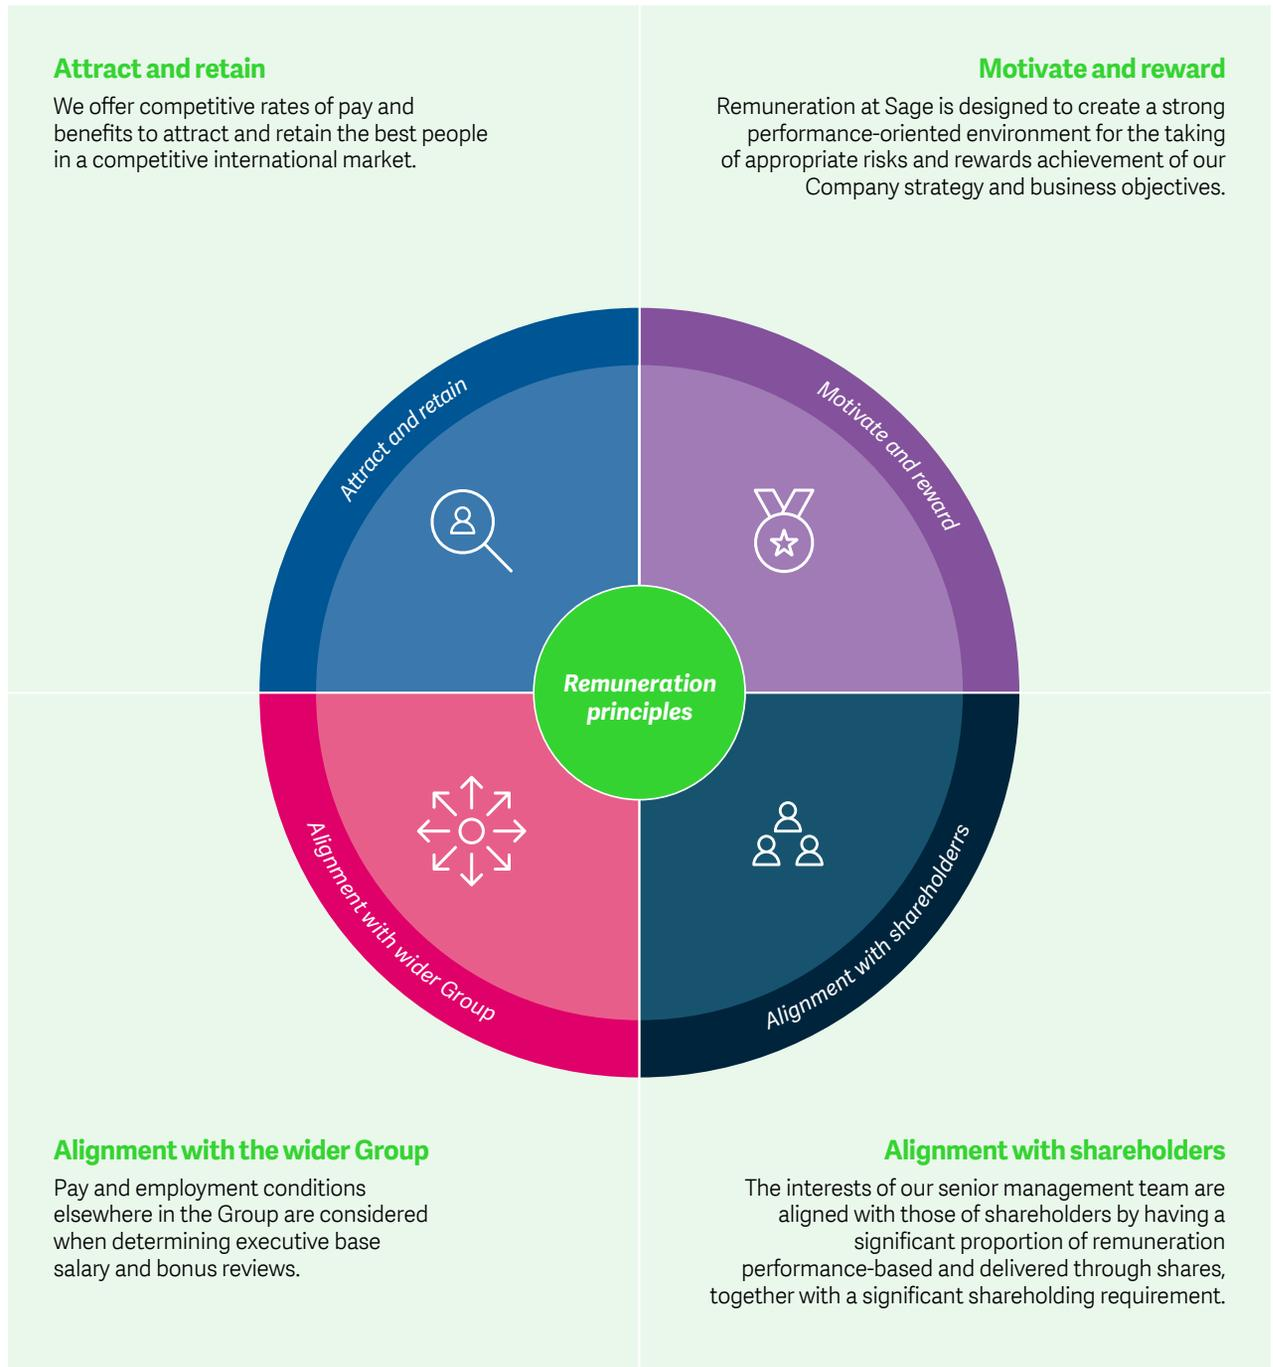 Attract and retain
We offer competitive rates of pay and
benefits to attract and retain the best people
in a competitive international market.
Motivate and reward
Remuneration at Sage is designed to create a strong
performance-oriented environment for the taking
of appropriate risks and rewards achievement of our
Company strategy and business objectives.
Attract and retain
Motivate and reward
Remuneration
principles
Alignment with wider Group
Alignment with shareholderrs
Alignment with the wider Group
Pay and employment conditions
elsewhere in the Group are considered
when determining executive base
salary and bonus reviews.
Alignment with shareholders
The interests of our senior management team are
aligned with those of shareholders by having a
significant proportion of remuneration
performance-based and delivered through shares,
together with a significant shareholding requirement.